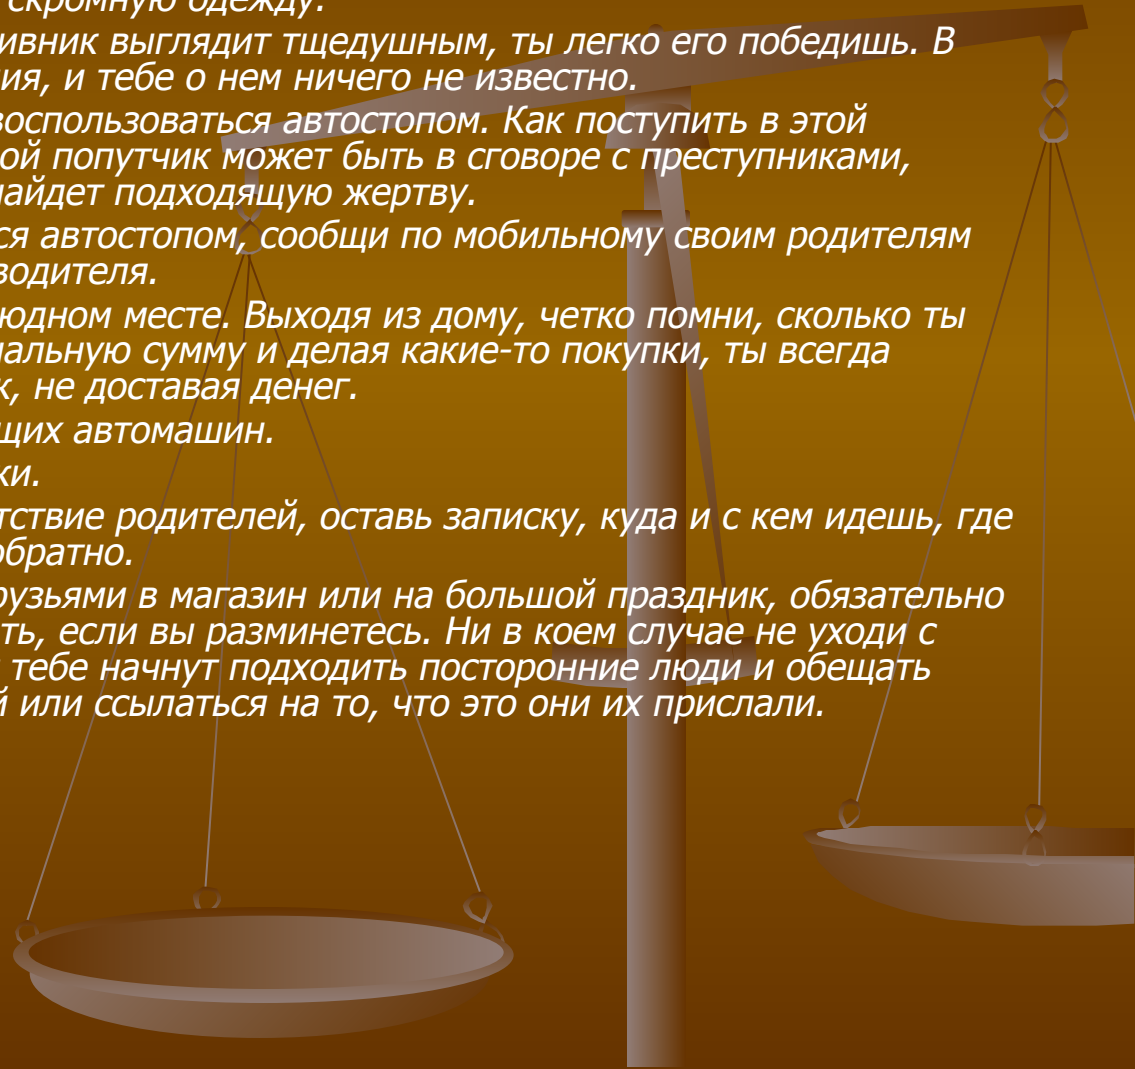 скромную одежду.
ивник выглядит тщедушным, ты легко его победишь. В
ия, и тебе о нем ничего не известно.
воспользоваться автостопом. Как поступить в этой
ой попутчик может быть в сговоре с преступниками,
найдет подходящую жертву.
ся автостопом, сообщи по мобильному своим родителям
водителя.
юдном месте. Выходя из дому, четко помни, сколько ты
иальную сумму и делая какие-то покупки, ты всегда
к, не доставая денег.
щих автомашин.
ки.
тствие родителей, оставь записку, куда и с кем идешь, где
обратно.
рузьями в магазин или на большой праздник, обязательно
ть, если вы разминетесь. Ни в коем случае не уходи с
тебе начнут подходить посторонние люди и обещать
й или ссылаться на то, что это они их прислали.